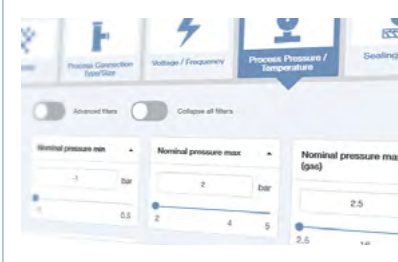 Process Connection
Type/Size
Voltage / Frequency
Process Pressure /
Temperature
Sealing
Advanced filters
Collapse all filters
Nominal pressure min
-1
bar
-1
0.5
Nominal pressure max
2
bar
2
4
5
Nominal pressure max
(gas)
2.5
2.5